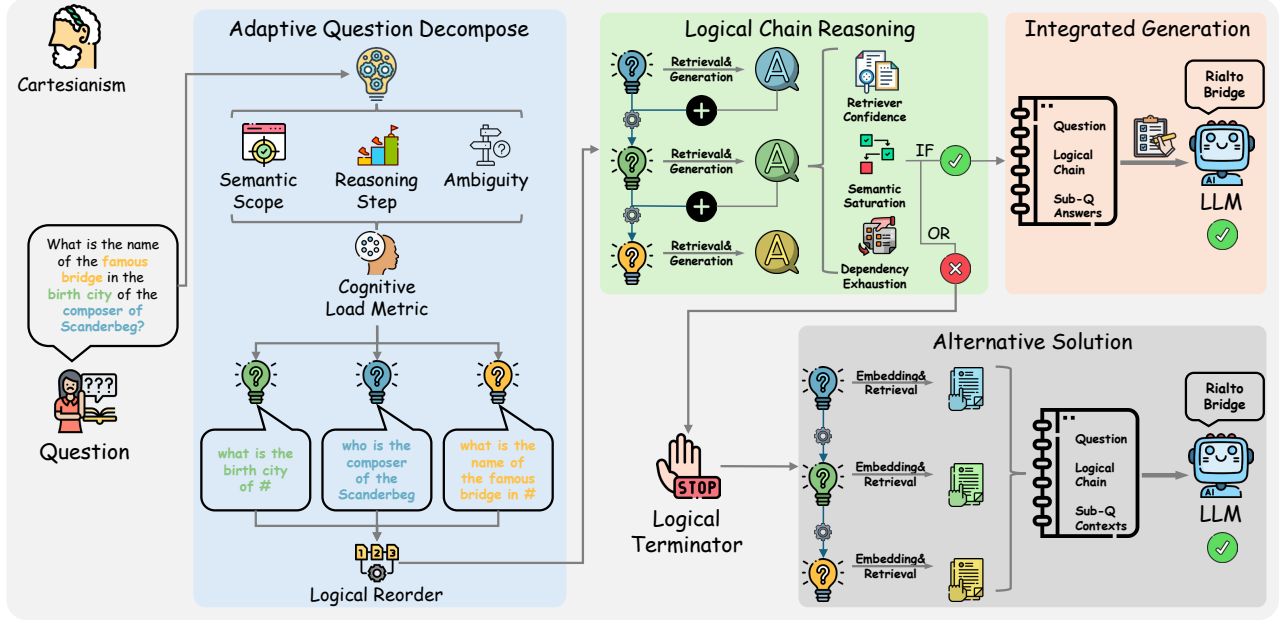 Cartesianism
What is the name
of the famous
bridge in the
birth city of the
composer of
Scanderbeg?
???
Question
Adaptive Question Decompose
Semantic
Scope
Reasoning
Step
Ambiguity
Cognitive
Load Metric
what is the
birth city
of #
who is the
composer
of the
Scanderbeg
what is the
name of
the famous
bridge in #
1 2 3
Logical Reorder
Logical Chain Reasoning
Retrieval&
Generation
A
Retrieval&
Generation
A
Retrieval&
Generation
A
Retriever
Confidence
Semantic
Saturation
Dependency
Exhaustion
IF
OR
Integrated Generation
Question
Logical
Chain
Sub-Q
Answers
Rialto
Bridge
AI
LLM
STOP
Logical
Terminator
Alternative Solution
Embedding&
Retrieval
Embedding&
Retrieval
Embedding&
Retrieval
Question
Logical
Chain
Sub-Q
Contexts
Rialto
Bridge
AI
LLM